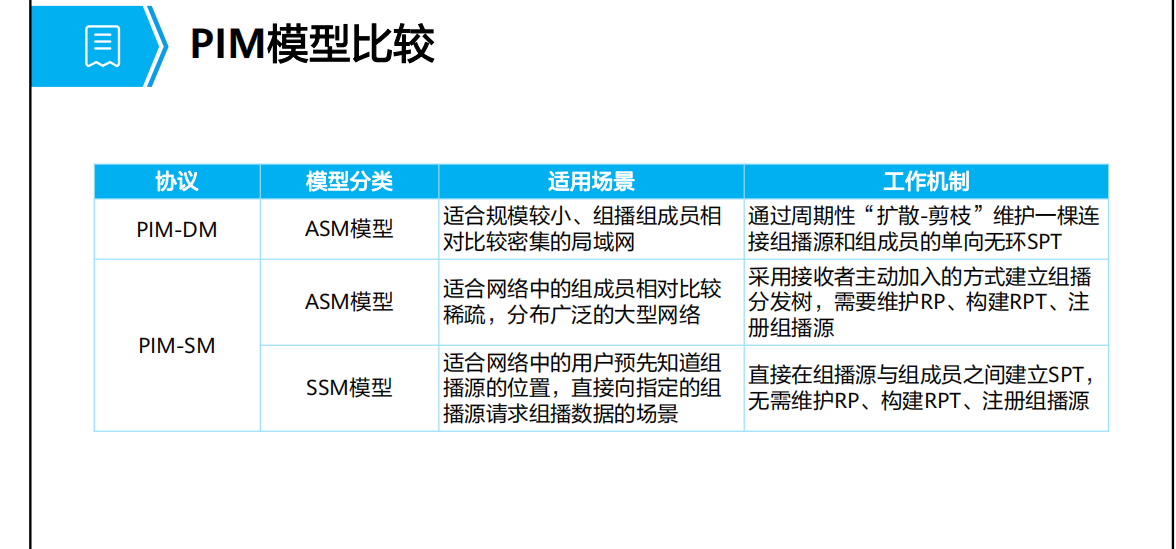 PIM模型比较
协议 模型分类 适用场景 工作机制
PIM-DM ASM模型
适合规模较小、组播组成员相
对比较密集的局域网
通过周期性“扩散-剪枝”维护一棵连
接组播源和组成员的单向无环SPT
PIM-SM
ASM模型
适合网络中的组成员相对比较
稀疏，分布广泛的大型网络
采用接收者主动加入的方式建立组播
分发树，需要维护RP、构建RPT、注
册组播源
SSM模型
适合网络中的用户预先知道组
播源的位置，直接向指定的组
播源请求组播数据的场景
直接在组播源与组成员之间建立SPT，
无需维护RP、构建RPT、注册组播源